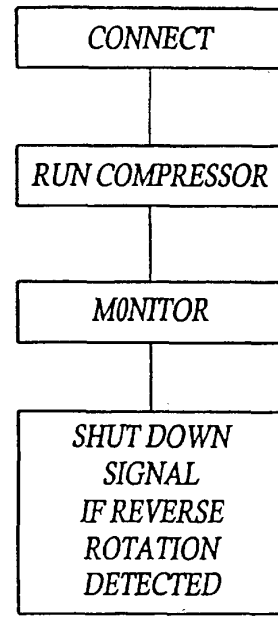 CONNECT
RUN COMPRESSOR
M0NITOR
SHUT DOWN
SIGNAL
IF REVERSE
ROTATION
DETECTED